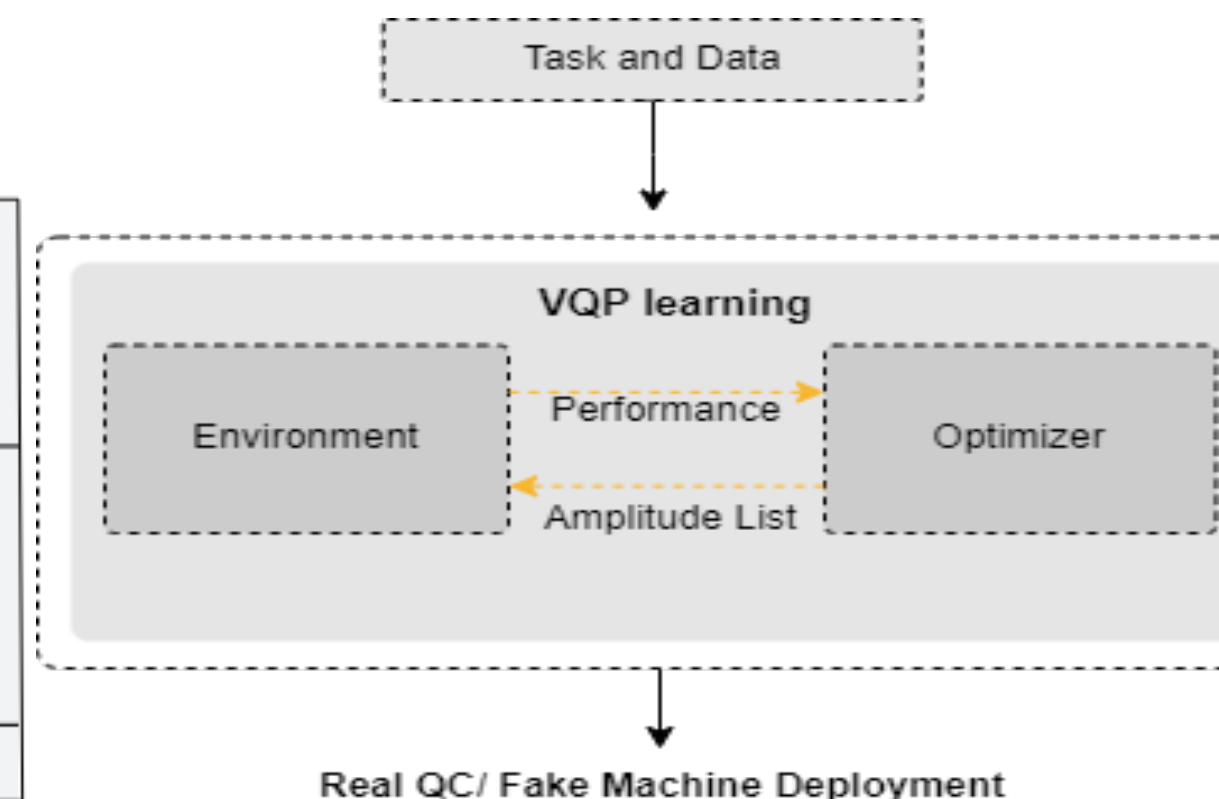 Task and Data
VQP learning
Environment
Performance
Amplitude List
Optimizer
Real QC/ Fake Machine Deployment